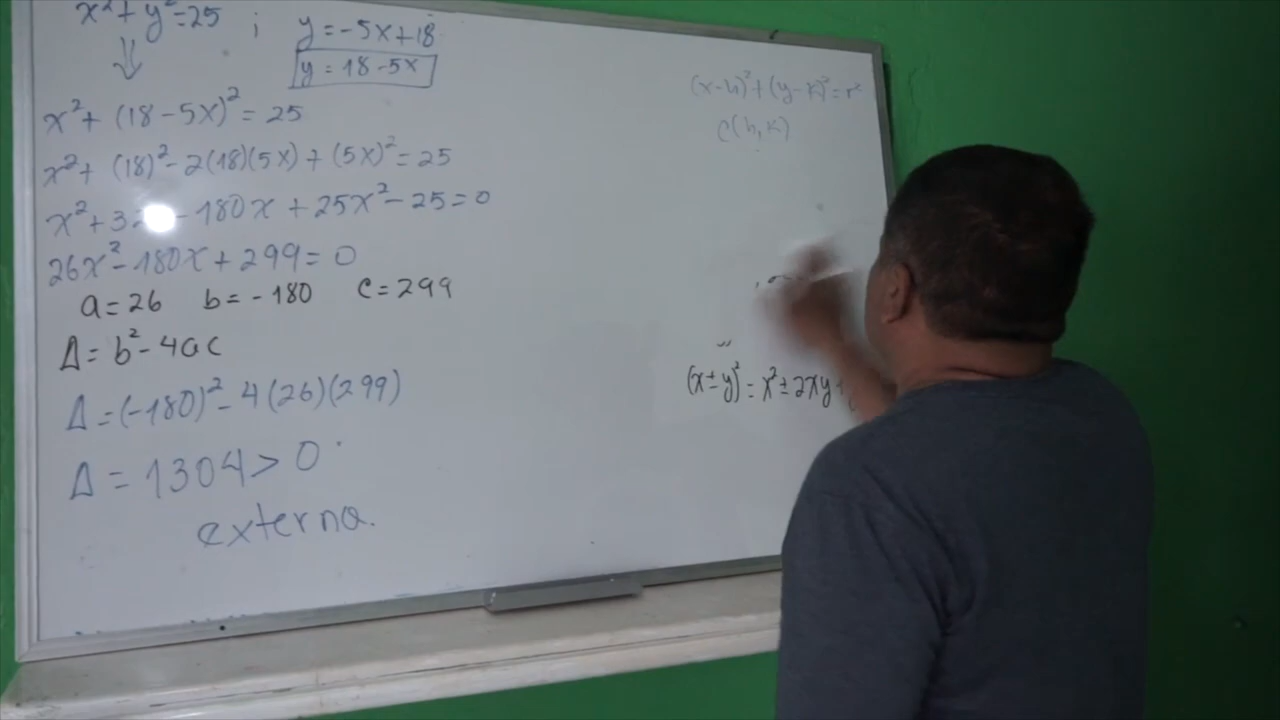 x²+y²=25 ; y=-5x+18
y = 18-5x
x²+ (18-5x)² = 25
x²+ (18)²-2(18)(5x) + (5x)²=25
x²+32 - 180x + 25x²-25=0
26x²-180x+299=0
a=26 b=-180 c=299
Δ= b²-4ac
Δ=(-180)²-4(26)(299)
Δ = 1304>0
externa.
(x-h)²+(y-k)²=r²
C(h,k)
(x±y)²=x²±2xy+